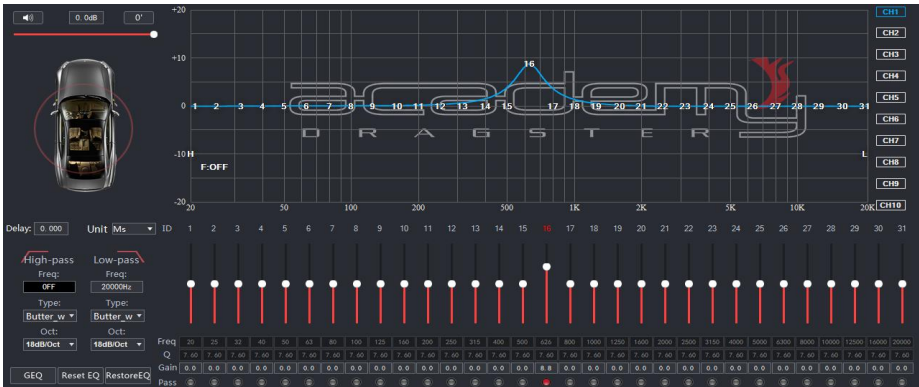 0. 0dB 0°
+20
+10
0
-10
-20
H
F:OFF
L
academy
DRAGSTER
1 2 3 4 5 6 7 8 9 10 11 12 13 14 15 16 17 18 19 20 21 22 23 24 25 26 27 28 29 30 31
20 50 100 200 500 1K 2K 5K 10K 20K
CH1
CH2
CH3
CH4
CH5
CH6
CH7
CH8
CH9
CH10
Delay: 0. 000 Unit Ms
High-pass Low-pass
Freq: Freq:
OFF 20000Hz
Type: Type:
Butter_w Butter_w
Oct: Oct:
18dB/Oct 18dB/Oct
GEQ Reset EQ RestoreEQ
ID 1 2 3 4 5 6 7 8 9 10 11 12 13 14 15 16 17 18 19 20 21 22 23 24 25 26 27 28 29 30 31
Freq 20 25 32 40 50 63 80 100 125 160 200 250 315 400 500 626 800 1000 1250 1600 2000 2500 3150 4000 5000 6300 8000 10000 12500 16000 20000
Q 7. 60 7. 60 7. 60 7. 60 7. 60 7. 60 7. 60 7. 60 7. 60 7. 60 7. 60 7. 60 7. 60 7. 60 7. 60 7. 60 7. 60 7. 60 7. 60 7. 60 7. 60 7. 60 7. 60 7. 60 7. 60 7. 60 7. 60 7. 60 7. 60 7. 60 7. 60
Gain 0.0 0.0 0.0 0.0 0.0 0.0 0.0 0.0 0.0 0.0 0.0 0.0 0.0 0.0 0.0 8.8 0.0 0.0 0.0 0.0 0.0 0.0 0.0 0.0 0.0 0.0 0.0 0.0 0.0 0.0 0.0
Pass